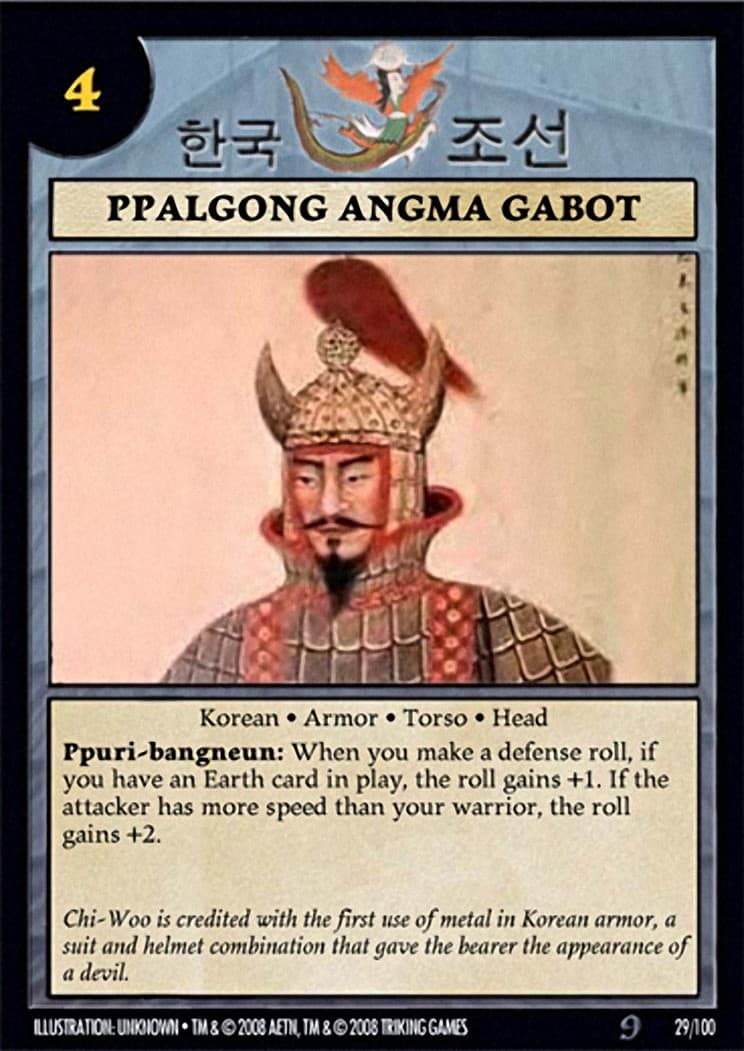 4
한국 조선
PPALGONG ANGMA GABOT
Korean • Armor • Torso • Head
Ppuri-bangneun: When you make a defense roll, if
you have an Earth card in play, the roll gains +1. If the
attacker has more speed than your warrior, the roll
gains +2.
Chi-Woo is credited with the first use of metal in Korean armor, a
suit and helmet combination that gave the bearer the appearance of
a devil.
ILLUSTRATION: UNKNOWN • TM & © 2008 AETN, TM & © 2008 TRIKING GAMES
9 29/100